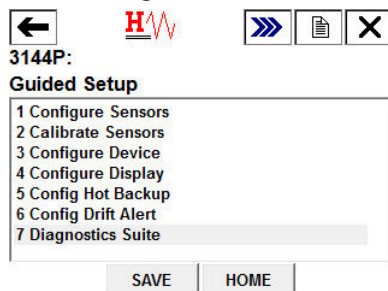 H
3144P:
Guided Setup
1 Configure Sensors
2 Calibrate Sensors
3 Configure Device
4 Configure Display
5 Config Hot Backup
6 Config Drift Alert
7 Diagnostics Suite
SAVE HOME